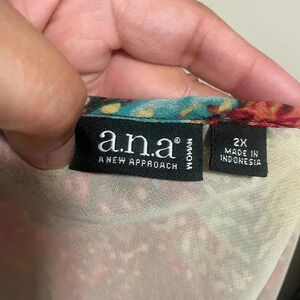 a.n.a®
A NEW APPROACH
WOMAN
2X
MADE IN
INDONESIA